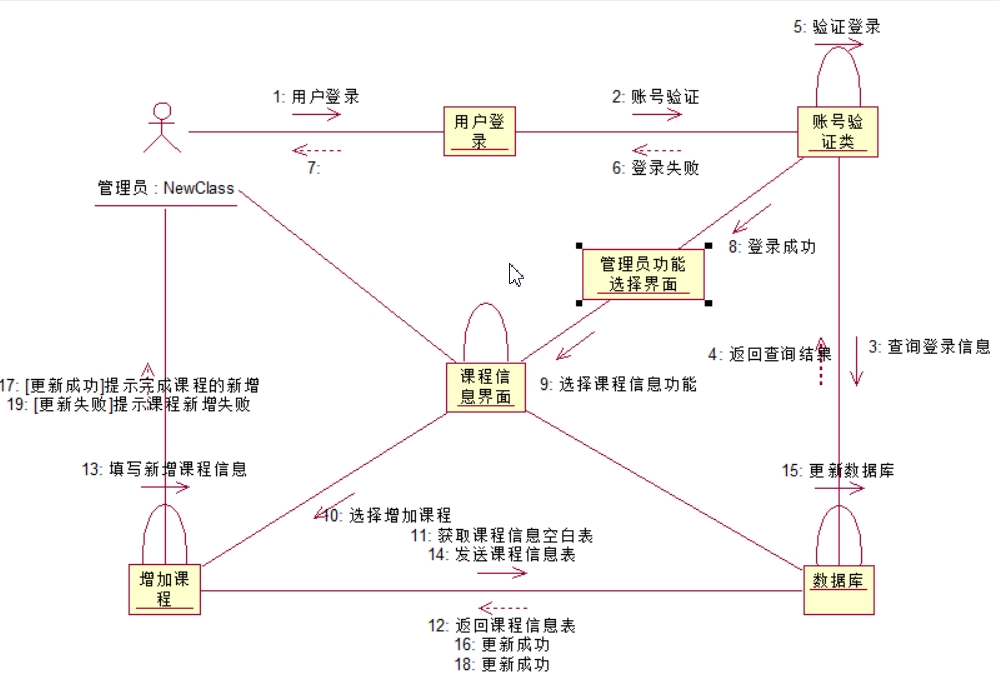 5: 验证登录
1: 用户登录
2: 账号验证
用户登
录
账号验
证类
7:
6: 登录失败
管理员 : NewClass
8: 登录成功
管理员功能
选择界面
4: 返回查询结果
3: 查询登录信息
课程信
息界面
9: 选择课程信息功能
17: [更新成功]提示完成课程的新增
19: [更新失败]提示课程新增失败
13: 填写新增课程信息
15: 更新数据库
10: 选择增加课程
11: 获取课程信息空白表
14: 发送课程信息表
增加课
程
数据库
12: 返回课程信息表
16: 更新成功
18: 更新成功